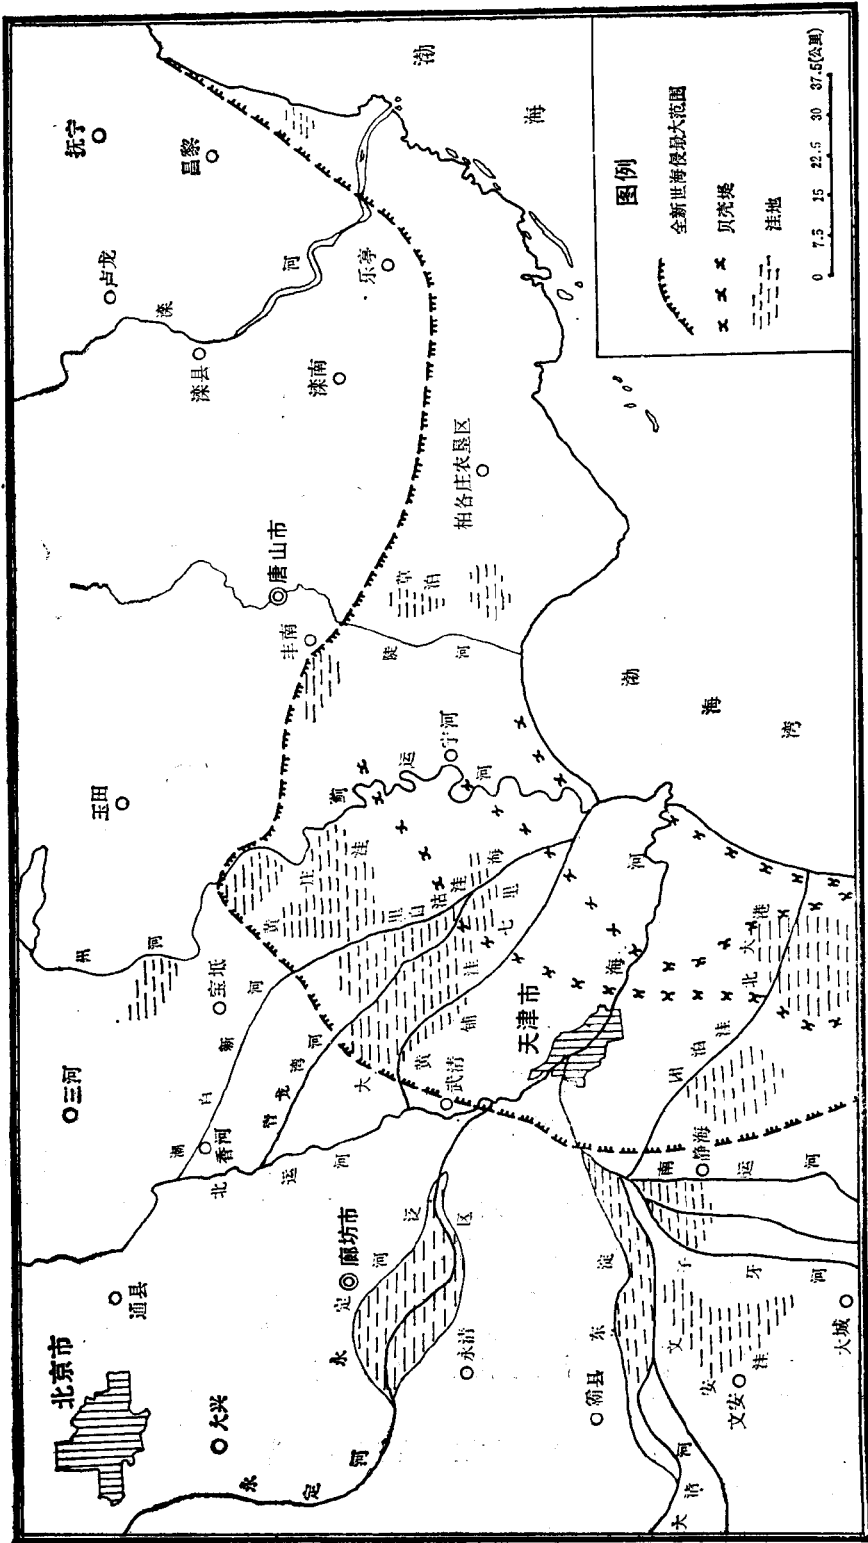 北京市
通县
大兴
永定河
三河
香河
宝坻
潮白新河
青龙湾河
北运河
州河
玉田
抚宁
昌黎
卢龙
滦县
滦河
乐亭
滦南
唐山市
丰南
陡河
草泊
柏各庄农垦区
宁河
蓟运河
黄庄洼
里自沽洼
七里海
大黄铺洼
武清
天津市
海河
廊坊市
永定河泛区
永清
霸县
东淀
大清河
文安洼
文安
大城
子牙河
南运河
静海
团泊洼
北大港
渤海湾
渤海
图例
全新世海侵最大范围
贝壳堤
洼地
0 7.5 15 22.5 30 37.5(公里)